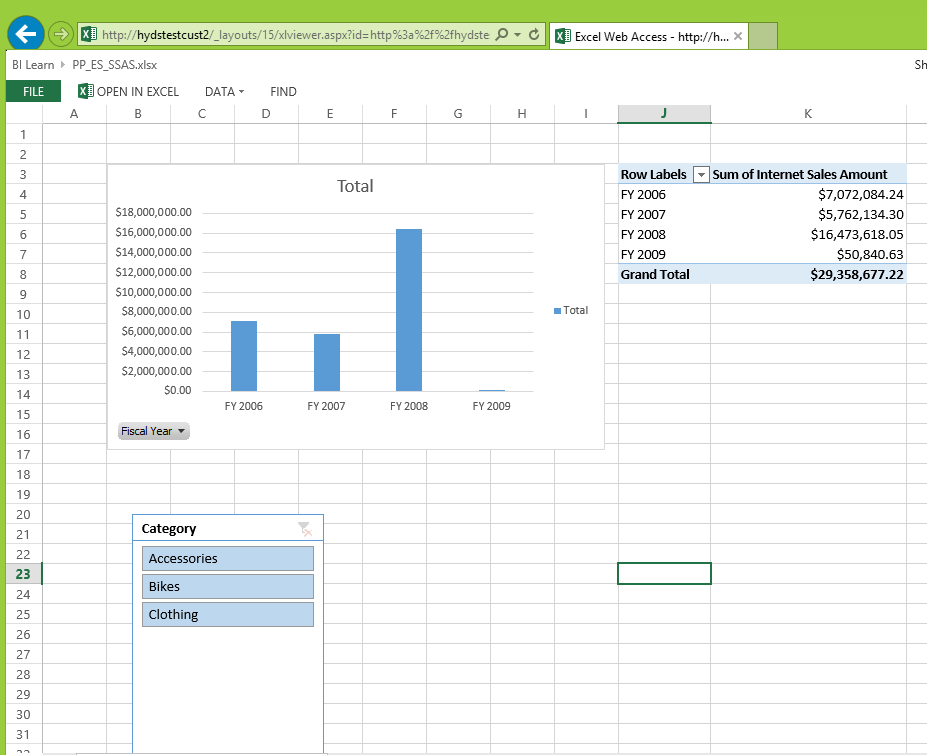 http://hydstestcust2/_layouts/15/xlviewer.aspx?id=http%3a%2f%2fhydste
Excel Web Access - http://h...
BI Learn PP_ES_SSAS.xlsx Sh
FILE OPEN IN EXCEL DATA FIND
A B C D E F G H I J K
1
2
3
4
5
6
7
8
9
10
11
12
13
14
15
16
17
18
19
20
21
22
23
24
25
26
27
28
29
30
31
Total
$18,000,000.00
$16,000,000.00
$14,000,000.00
$12,000,000.00
$10,000,000.00
$8,000,000.00
$6,000,000.00
$4,000,000.00
$2,000,000.00
$0.00
FY 2006 FY 2007 FY 2008 FY 2009
Total
Fiscal Year
Row Labels Sum of Internet Sales Amount
FY 2006 $7,072,084.24
FY 2007 $5,762,134.30
FY 2008 $16,473,618.05
FY 2009 $50,840.63
Grand Total $29,358,677.22
Category
Accessories
Bikes
Clothing